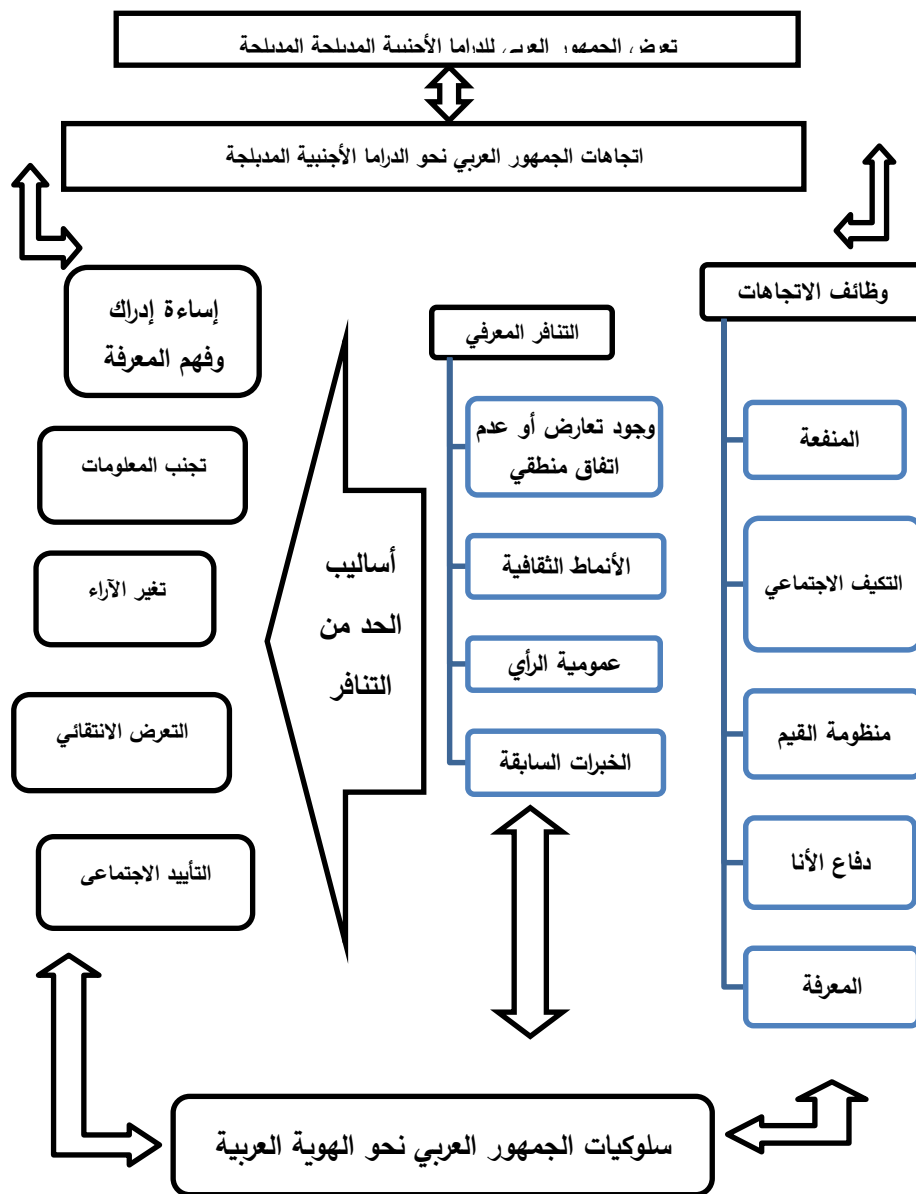 تعرض الجمهور العربي للدراما الأجنبية المدبلجة المدبلجة
اتجاهات الجمهور العربي نحو الدراما الأجنبية المدبلجة
وظائف الاتجاهات
المنفعة
التكيف الاجتماعي
منظومة القيم
دفاع الأنا
المعرفة
التنافر المعرفي
وجود تعارض أو عدم
اتفاق منطقي
الأنماط الثقافية
عمومية الرأي
الخبرات السابقة
أساليب
الحد من
التنافر
إساءة إدراك
وفهم المعرفة
تجنب المعلومات
تغير الآراء
التعرض الانتقائي
التأييد الاجتماعى
سلوكيات الجمهور العربي نحو الهوية العربية